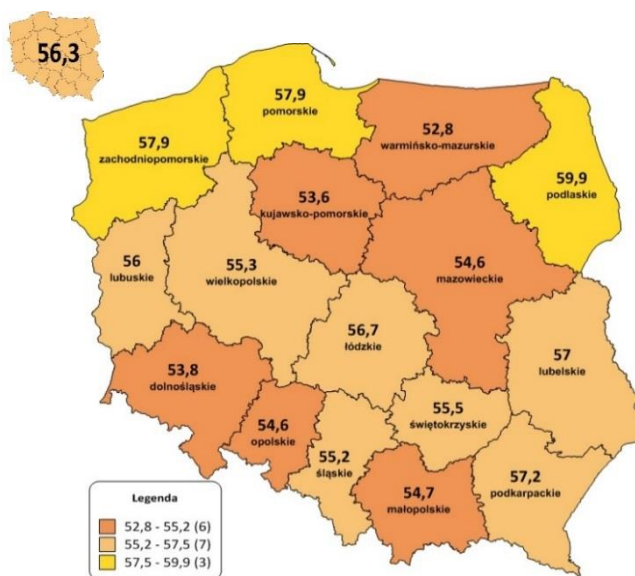 56,3
57,9
pomorskie
52,8
warmińsko-mazurskie
57,9
zachodniopomorskie
59,9
podlaskie
53,6
kujawsko-pomorskie
56
lubuskie
55,3
wielkopolskie
54,6
mazowieckie
56,7
łódzkie
57
lubelskie
53,8
dolnośląskie
54,6
opolskie
55,5
świętokrzyskie
55,2
śląskie
54,7
małopolskie
57,2
podkarpackie
Legenda
52,8 - 55,2 (6)
55,2 - 57,5 (7)
57,5 - 59,9 (3)